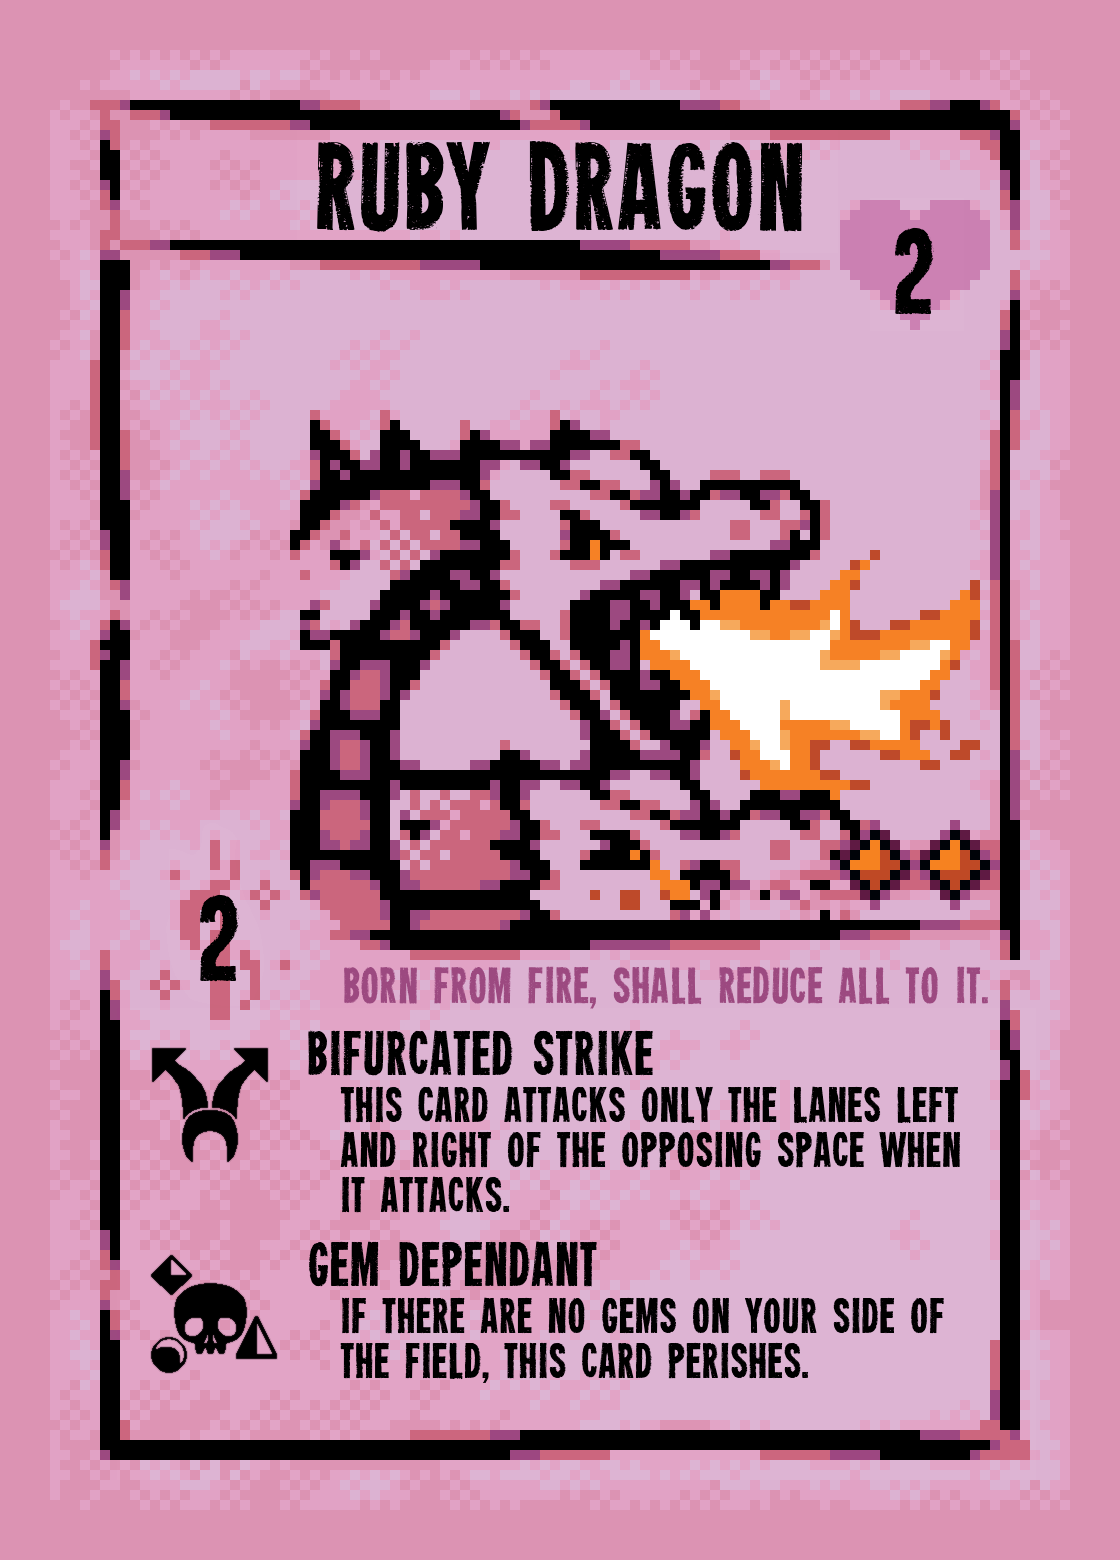 RUBY DRAGON
2
2
BORN FROM FIRE, SHALL REDUCE ALL TO IT.
BIFURCATED STRIKE
THIS CARD ATTACKS ONLY THE LANES LEFT
AND RIGHT OF THE OPPOSING SPACE WHEN
IT ATTACKS.
GEM DEPENDANT
IF THERE ARE NO GEMS ON YOUR SIDE OF
THE FIELD, THIS CARD PERISHES.